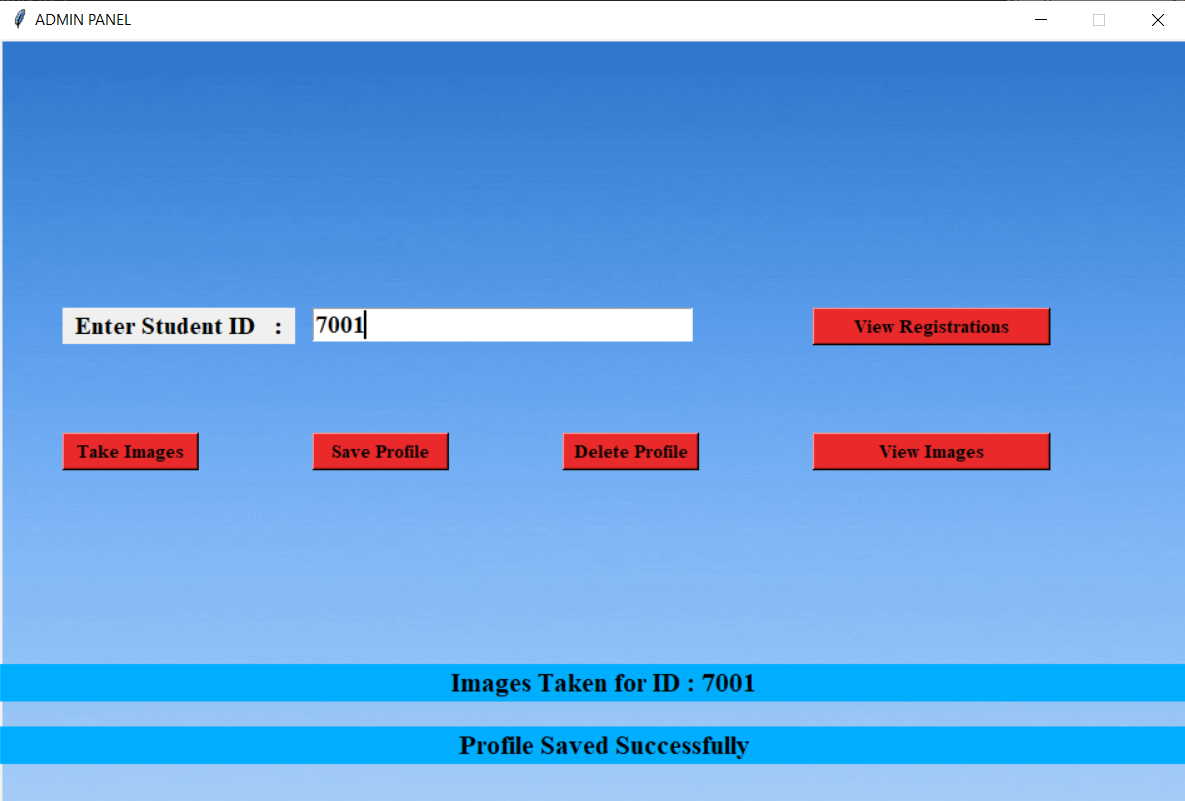 ADMIN PANEL
Enter Student ID : 7001 View Registrations
Take Images Save Profile Delete Profile View Images
Images Taken for ID : 7001
Profile Saved Successfully